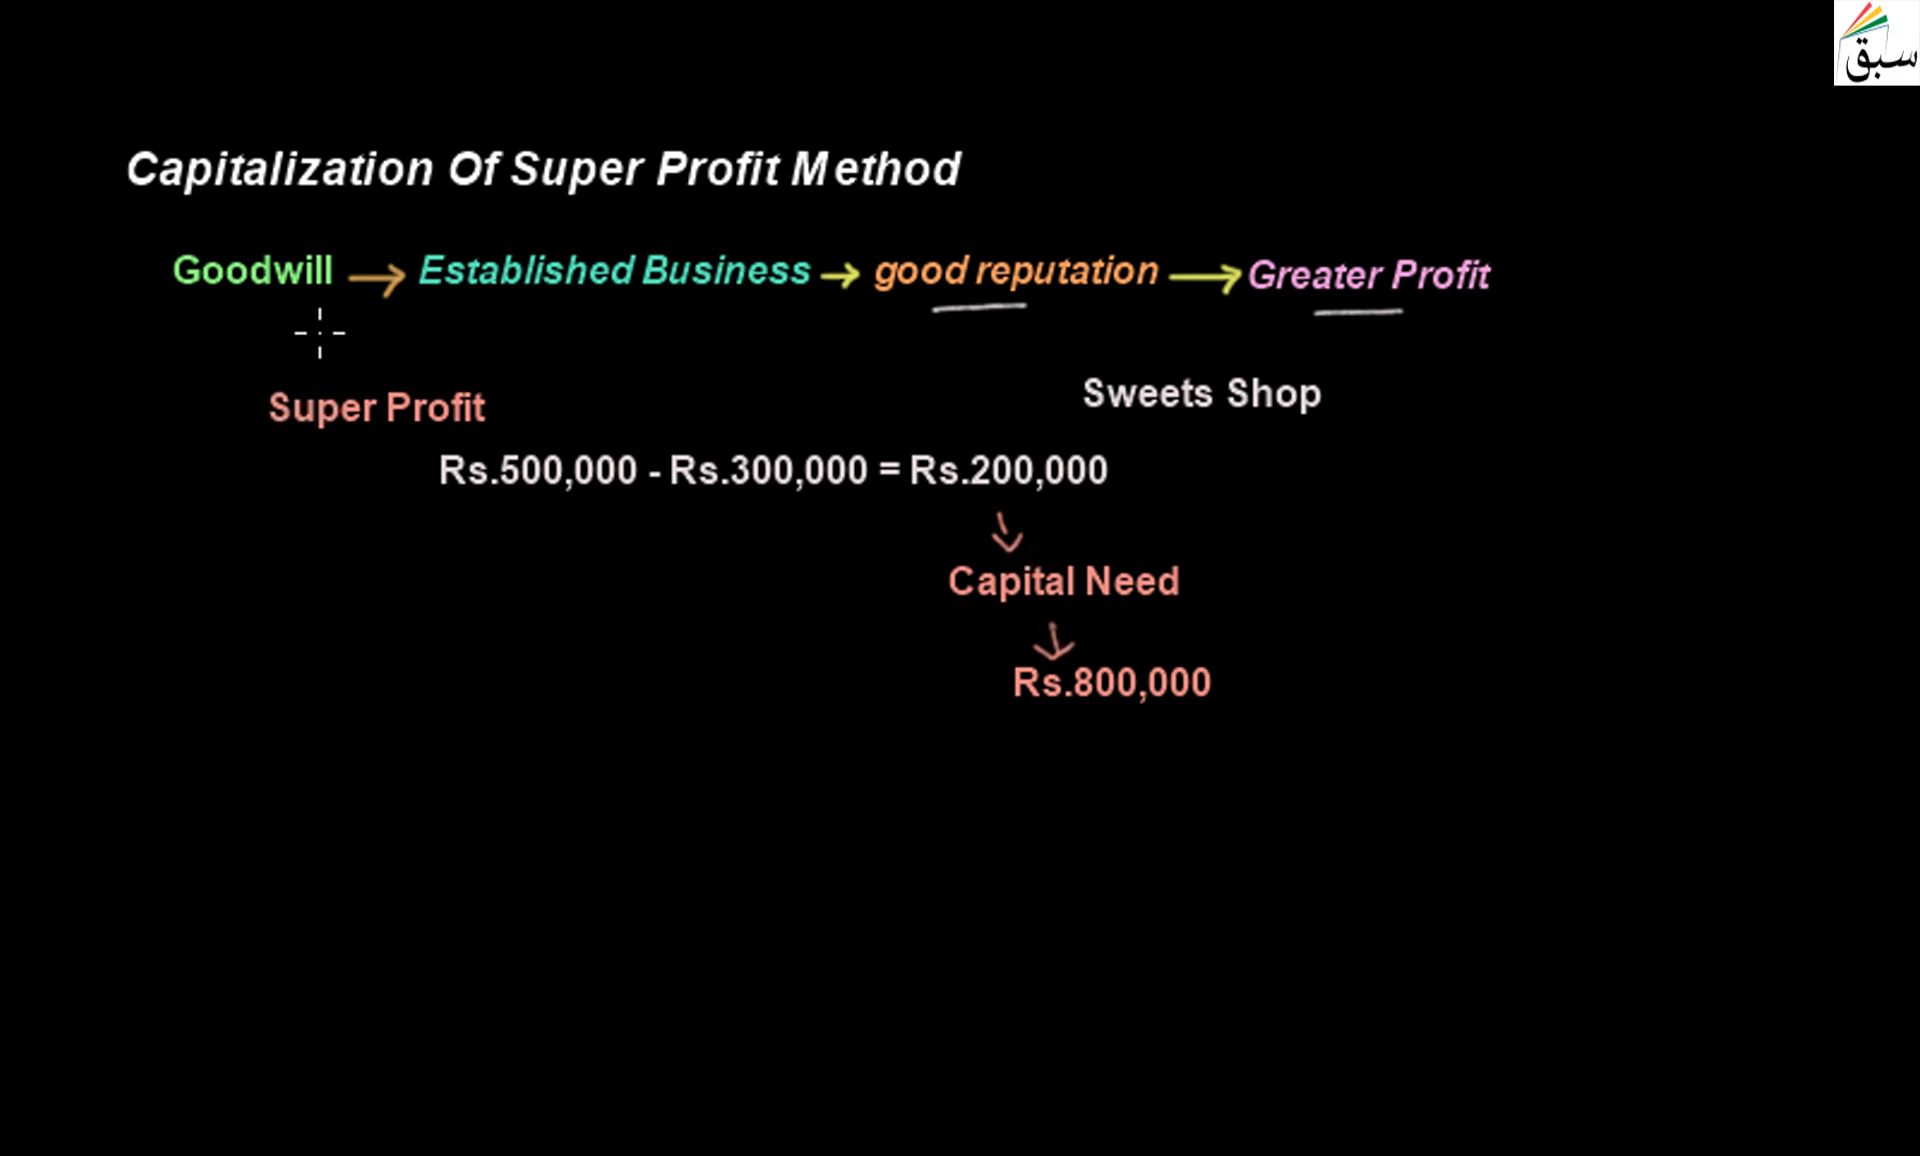 سبق
Capitalization Of Super Profit Method
Goodwill → Established Business → good reputation → Greater Profit
Super Profit
Sweets Shop
Rs.500,000 - Rs.300,000 = Rs.200,000
Capital Need
Rs.800,000